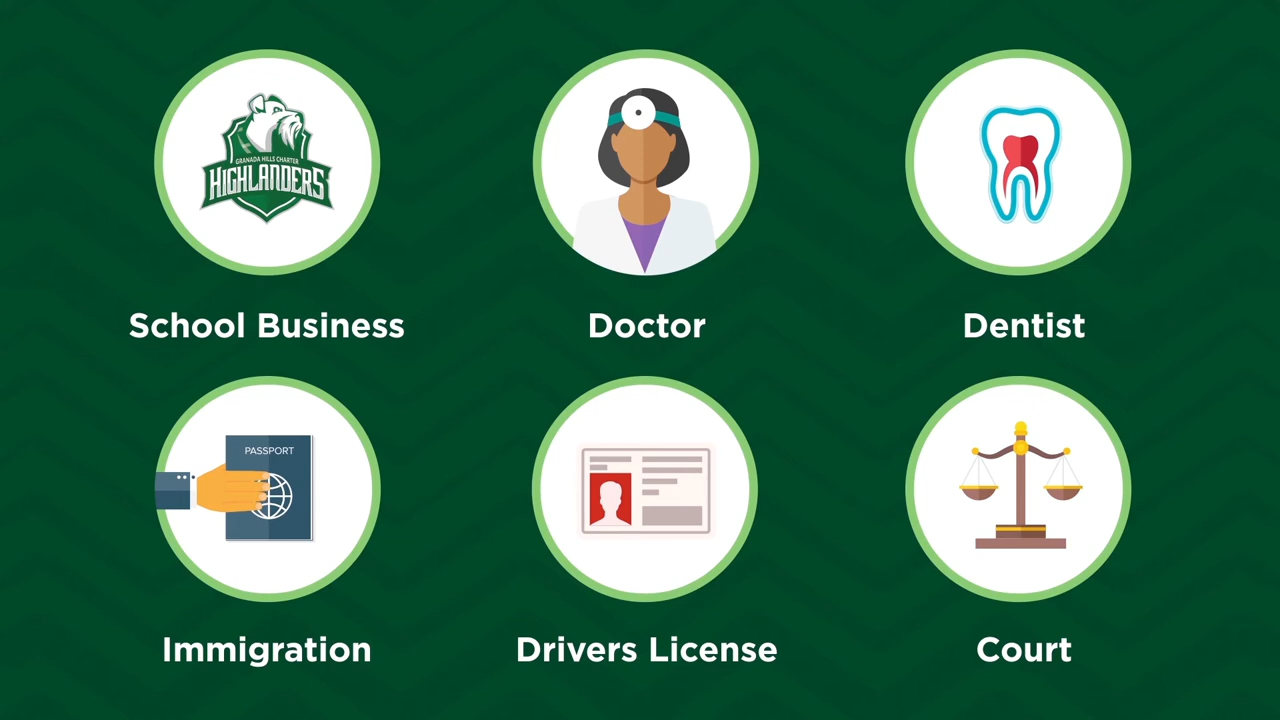 GRANADA HILLS CHARTER
HIGHLANDERS
School Business
Doctor
Dentist
PASSPORT
Immigration
Drivers License
Court